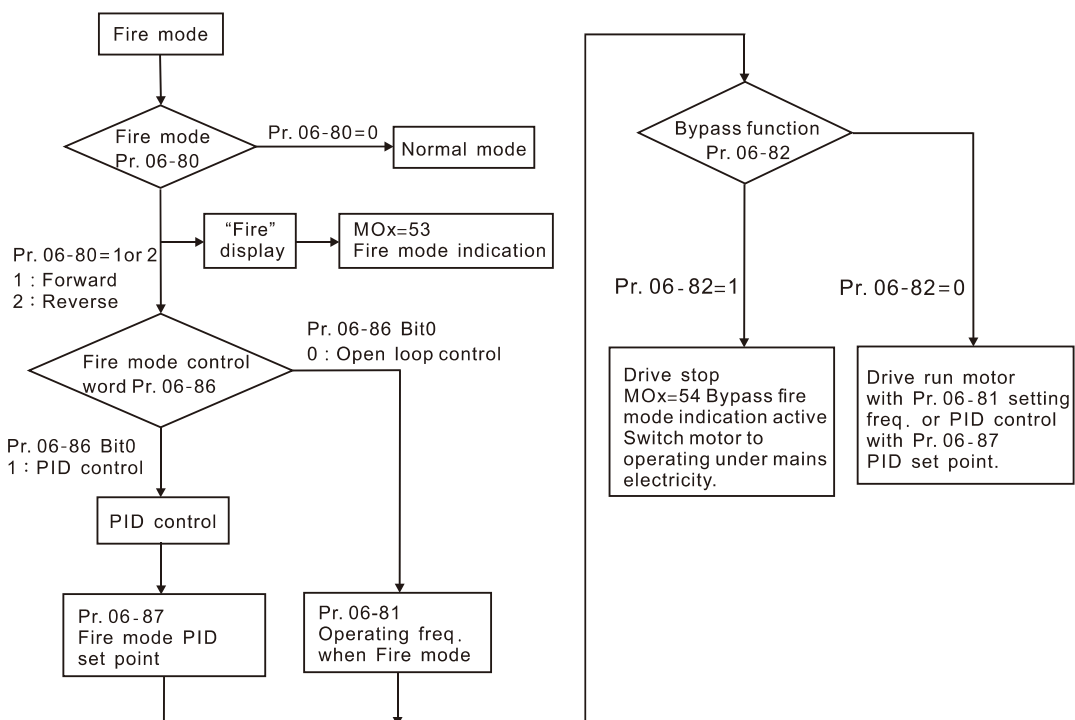 Fire mode
Fire mode
Pr. 06-80
Pr. 06-80=0
Normal mode
“Fire”
display
MOx=53
Fire mode indication
Pr. 06-80=1or 2
1 : Forward
2 : Reverse
Fire mode control
word Pr. 06-86
Pr. 06-86 Bit0
0 : Open loop control
Pr. 06-86 Bit0
1 : PID control
PID control
Pr. 06-87
Fire mode PID
set point
Pr. 06-81
Operating freq.
when Fire mode
Bypass function
Pr. 06-82
Pr. 06-82=1
Pr. 06-82=0
Drive stop
MOx=54 Bypass fire
mode indication active
Switch motor to
operating under mains
electricity.
Drive run motor
with Pr. 06-81 setting
freq. or PID control
with Pr. 06-87
PID set point.